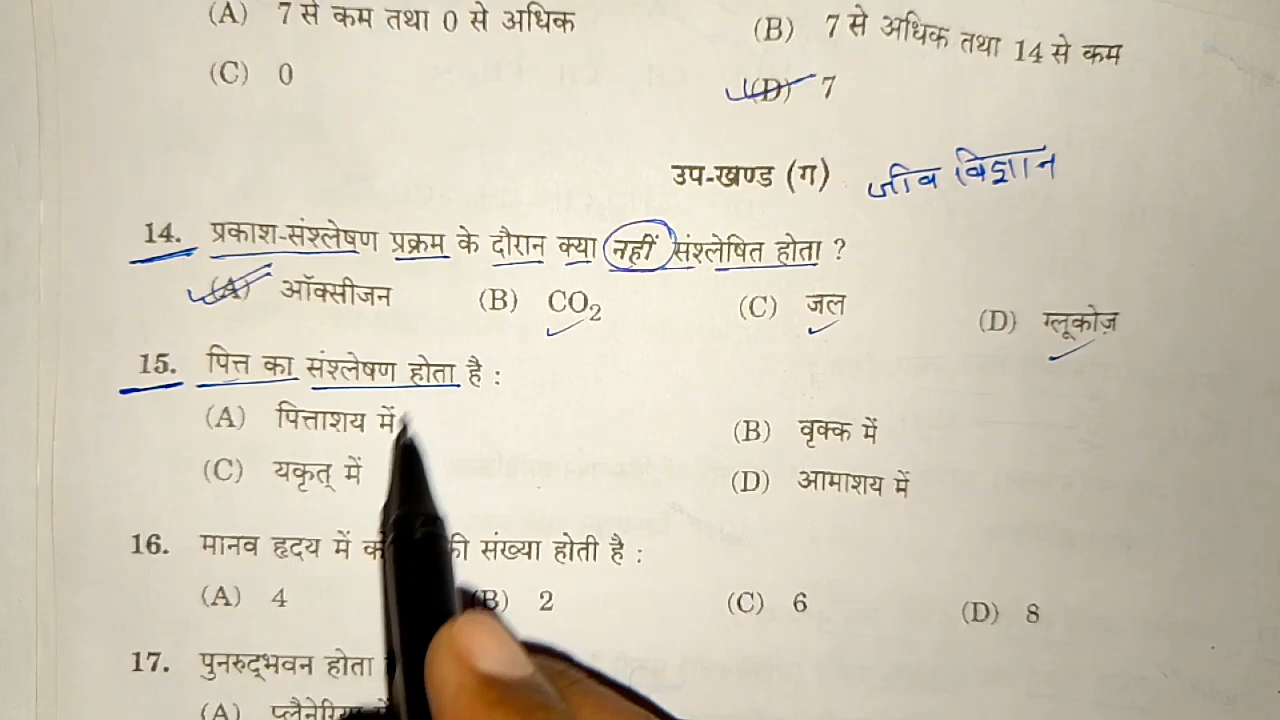 (A) 7 से कम तथा 0 से अधिक (B) 7 से अधिक तथा 14 से कम
(C) 0 (D) 7
उप-खण्ड (ग) जीव विज्ञान
14. प्रकाश-संश्लेषण प्रक्रम के दौरान क्या नहीं संश्लेषित होता ?
(A) ऑक्सीजन (B) CO₂ (C) जल (D) ग्लूकोज़
15. पित्त का संश्लेषण होता है :
(A) पित्ताशय में (B) वृक्क में
(C) यकृत् में (D) आमाशय में
16. मानव हृदय में की संख्या होती है :
(A) 4 (B) 2 (C) 6 (D) 8
17. पुनरुद्भवन होता
(A) प्लैनेरिया में